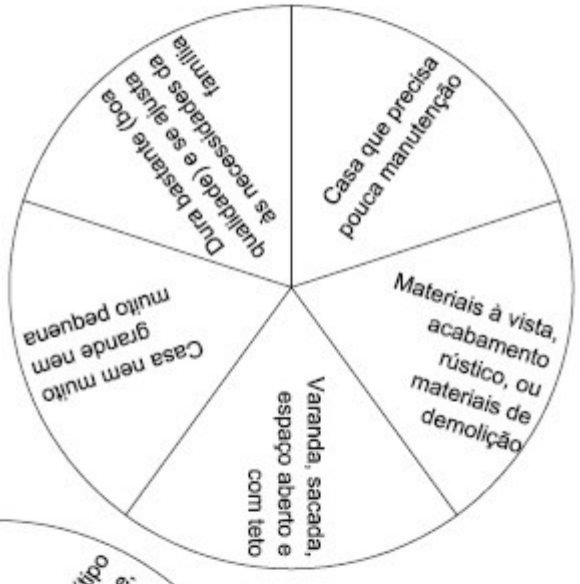 Casa que precisa
pouca manutenção
Materiais à vista,
acabamento
rústico, ou
materiais de
demolição
Varanda, sacada,
espaço aberto e
com teto
Casa nem muito
grande nem
muito pequena
Dura bastante (boa
qualidade) e se ajusta
às necessidades da
família